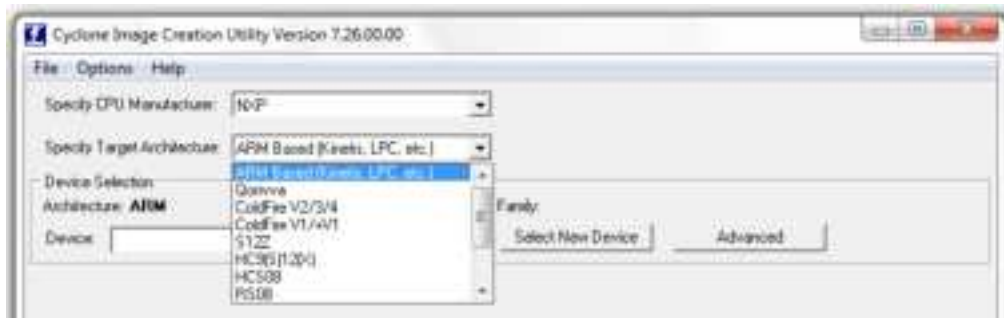 Cyclone Image Creation Utility Version 7.26.00.00
File Options Help
Specify CPU Manufacturer: NXP
Specify Target Architecture: ARM Based (Kinetis, LPC, etc.)
ARM Based (Kinetis, LPC, etc.)
Device Selection
Qorivva
Architecture: ARM
ColdFire V2/3/4
Family:
ColdFire V1/+V1
Device:
S12Z
Select New Device
Advanced
HC(S)12(X)
HCS08
RS08